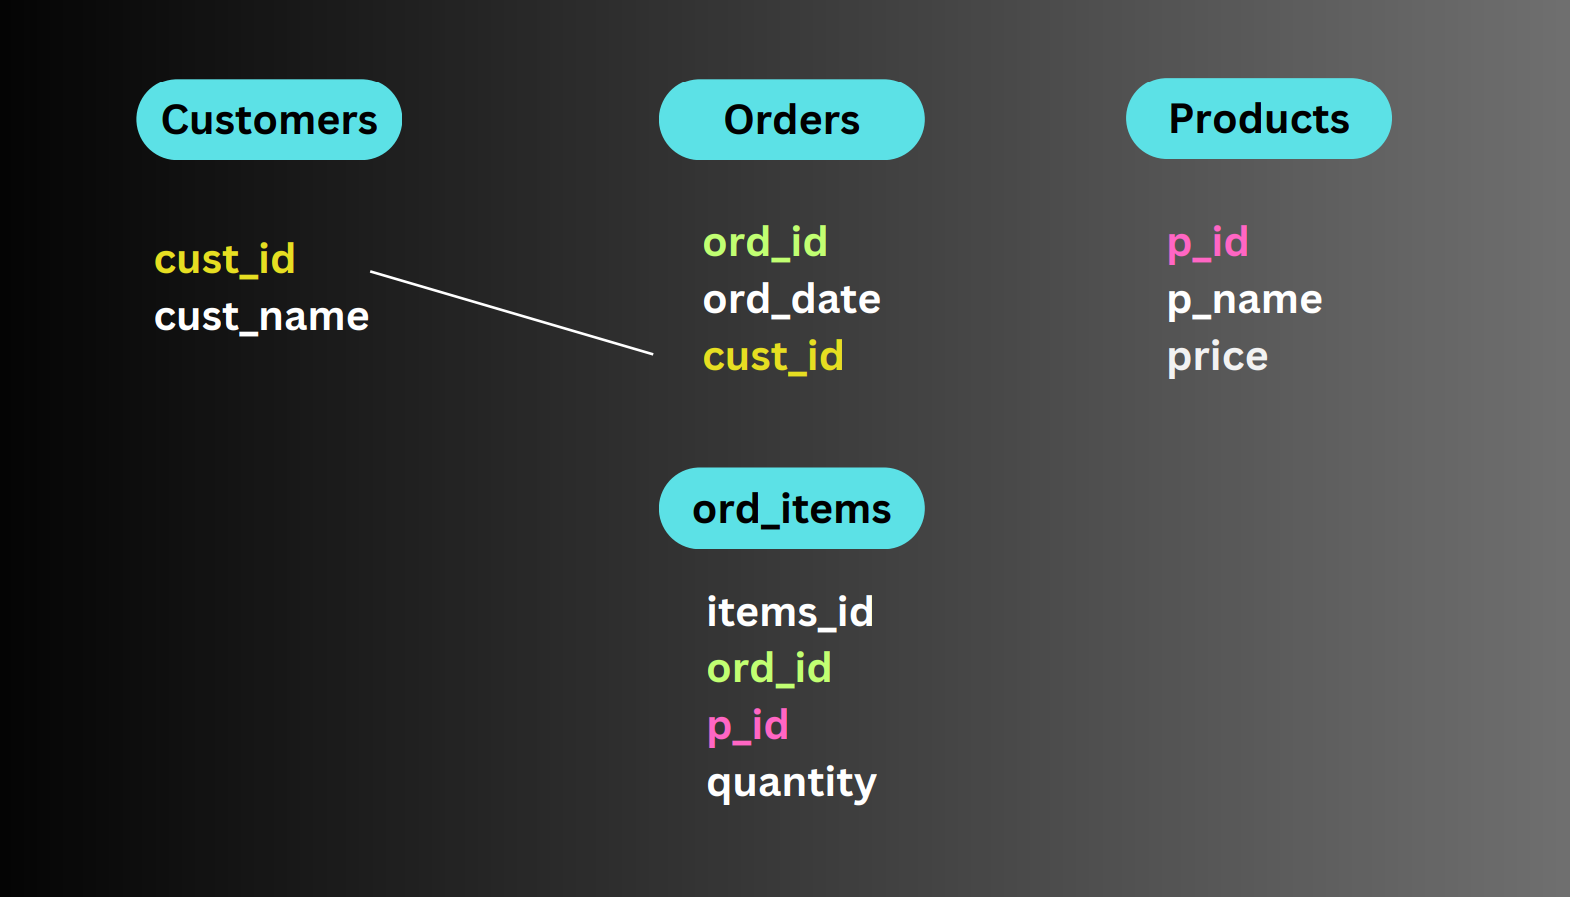 Customers
cust_id
cust_name
Orders
ord_id
ord_date
cust_id
Products
p_id
p_name
price
ord_items
items_id
ord_id
p_id
quantity